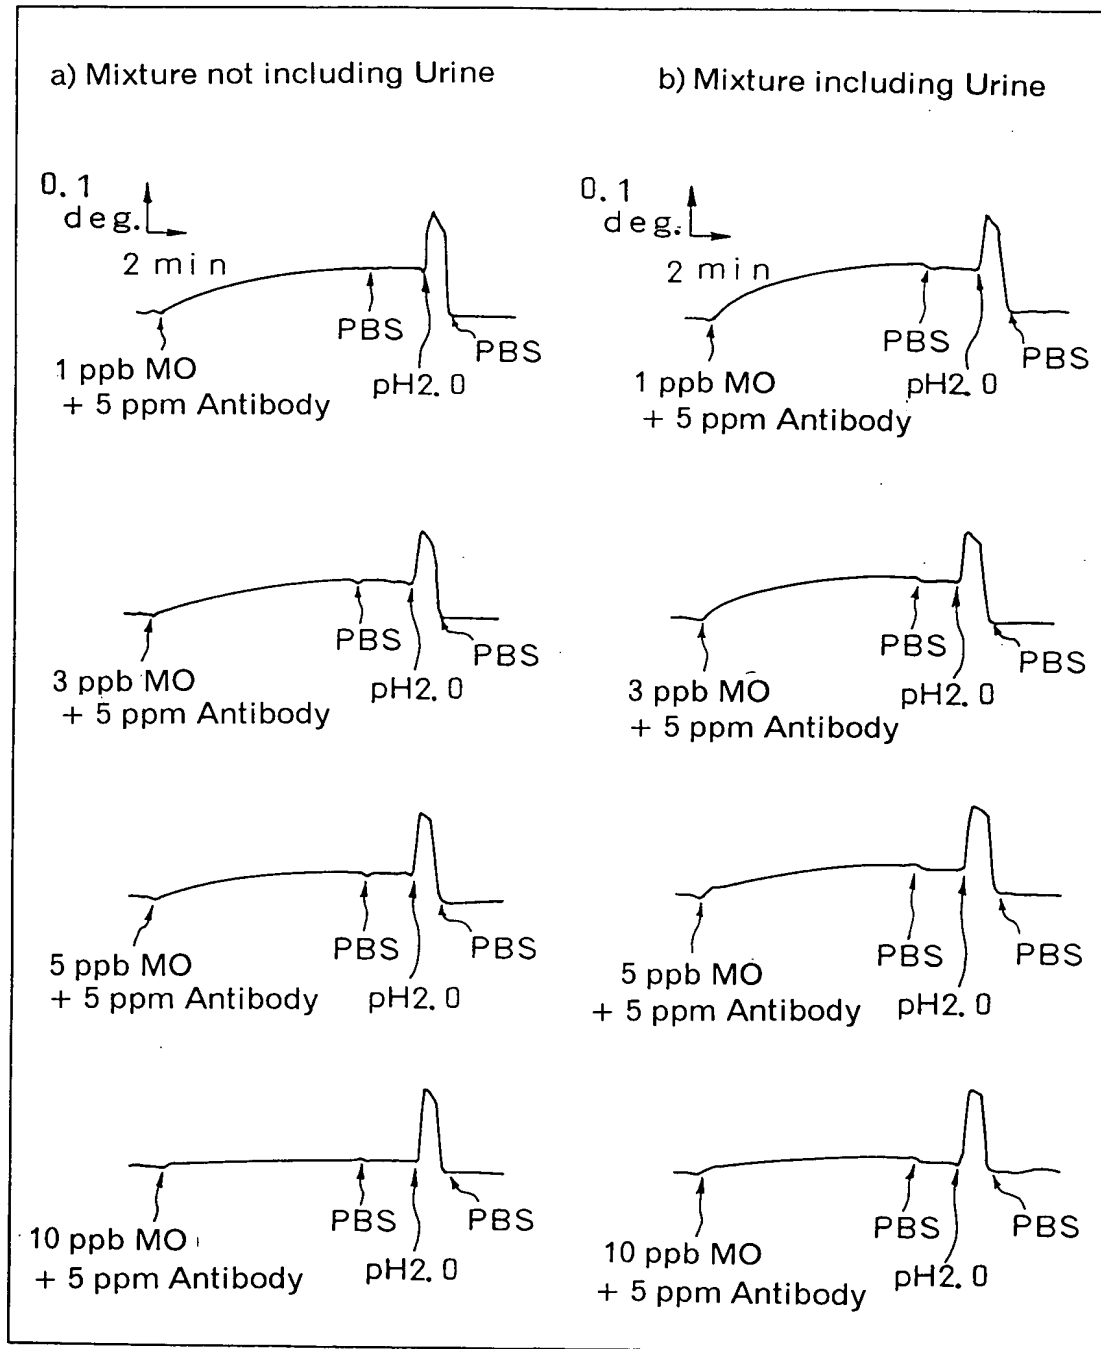 a) Mixture not including Urine
0.1
deg.
2 min
PBS
PBS
1 ppb MO
+ 5 ppm Antibody
pH2.0
PBS
PBS
3 ppb MO
+ 5 ppm Antibody
pH2.0
PBS
PBS
5 ppb MO
+ 5 ppm Antibody
pH2.0
PBS
PBS
10 ppb MO
+ 5 ppm Antibody
pH2.0
b) Mixture including Urine
0.1
deg.
2 min
PBS
PBS
1 ppb MO
+ 5 ppm Antibody
pH2.0
PBS
PBS
3 ppb MO
+ 5 ppm Antibody
pH2.0
PBS
PBS
5 ppb MO
+ 5 ppm Antibody
pH2.0
PBS
PBS
10 ppb MO
+ 5 ppm Antibody
pH2.0